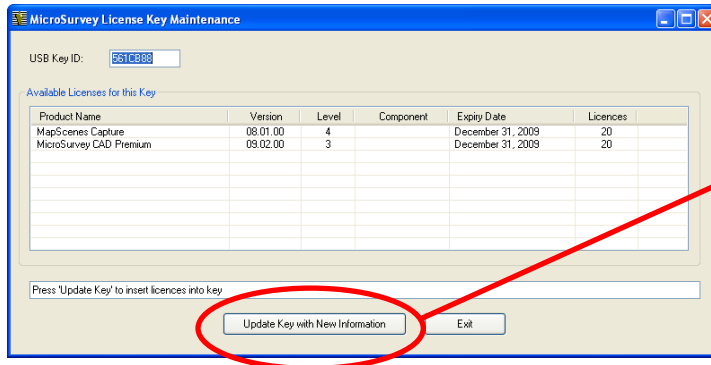 MicroSurvey License Key Maintenance
USB Key ID: 561CB88
Available Licenses for this Key
Product Name Version Level Component Expiry Date Licences
MapScenes Capture 08.01.00 4 December 31, 2009 20
MicroSurvey CAD Premium 09.02.00 3 December 31, 2009 20
Press 'Update Key' to insert licences into key
Update Key with New Information Exit